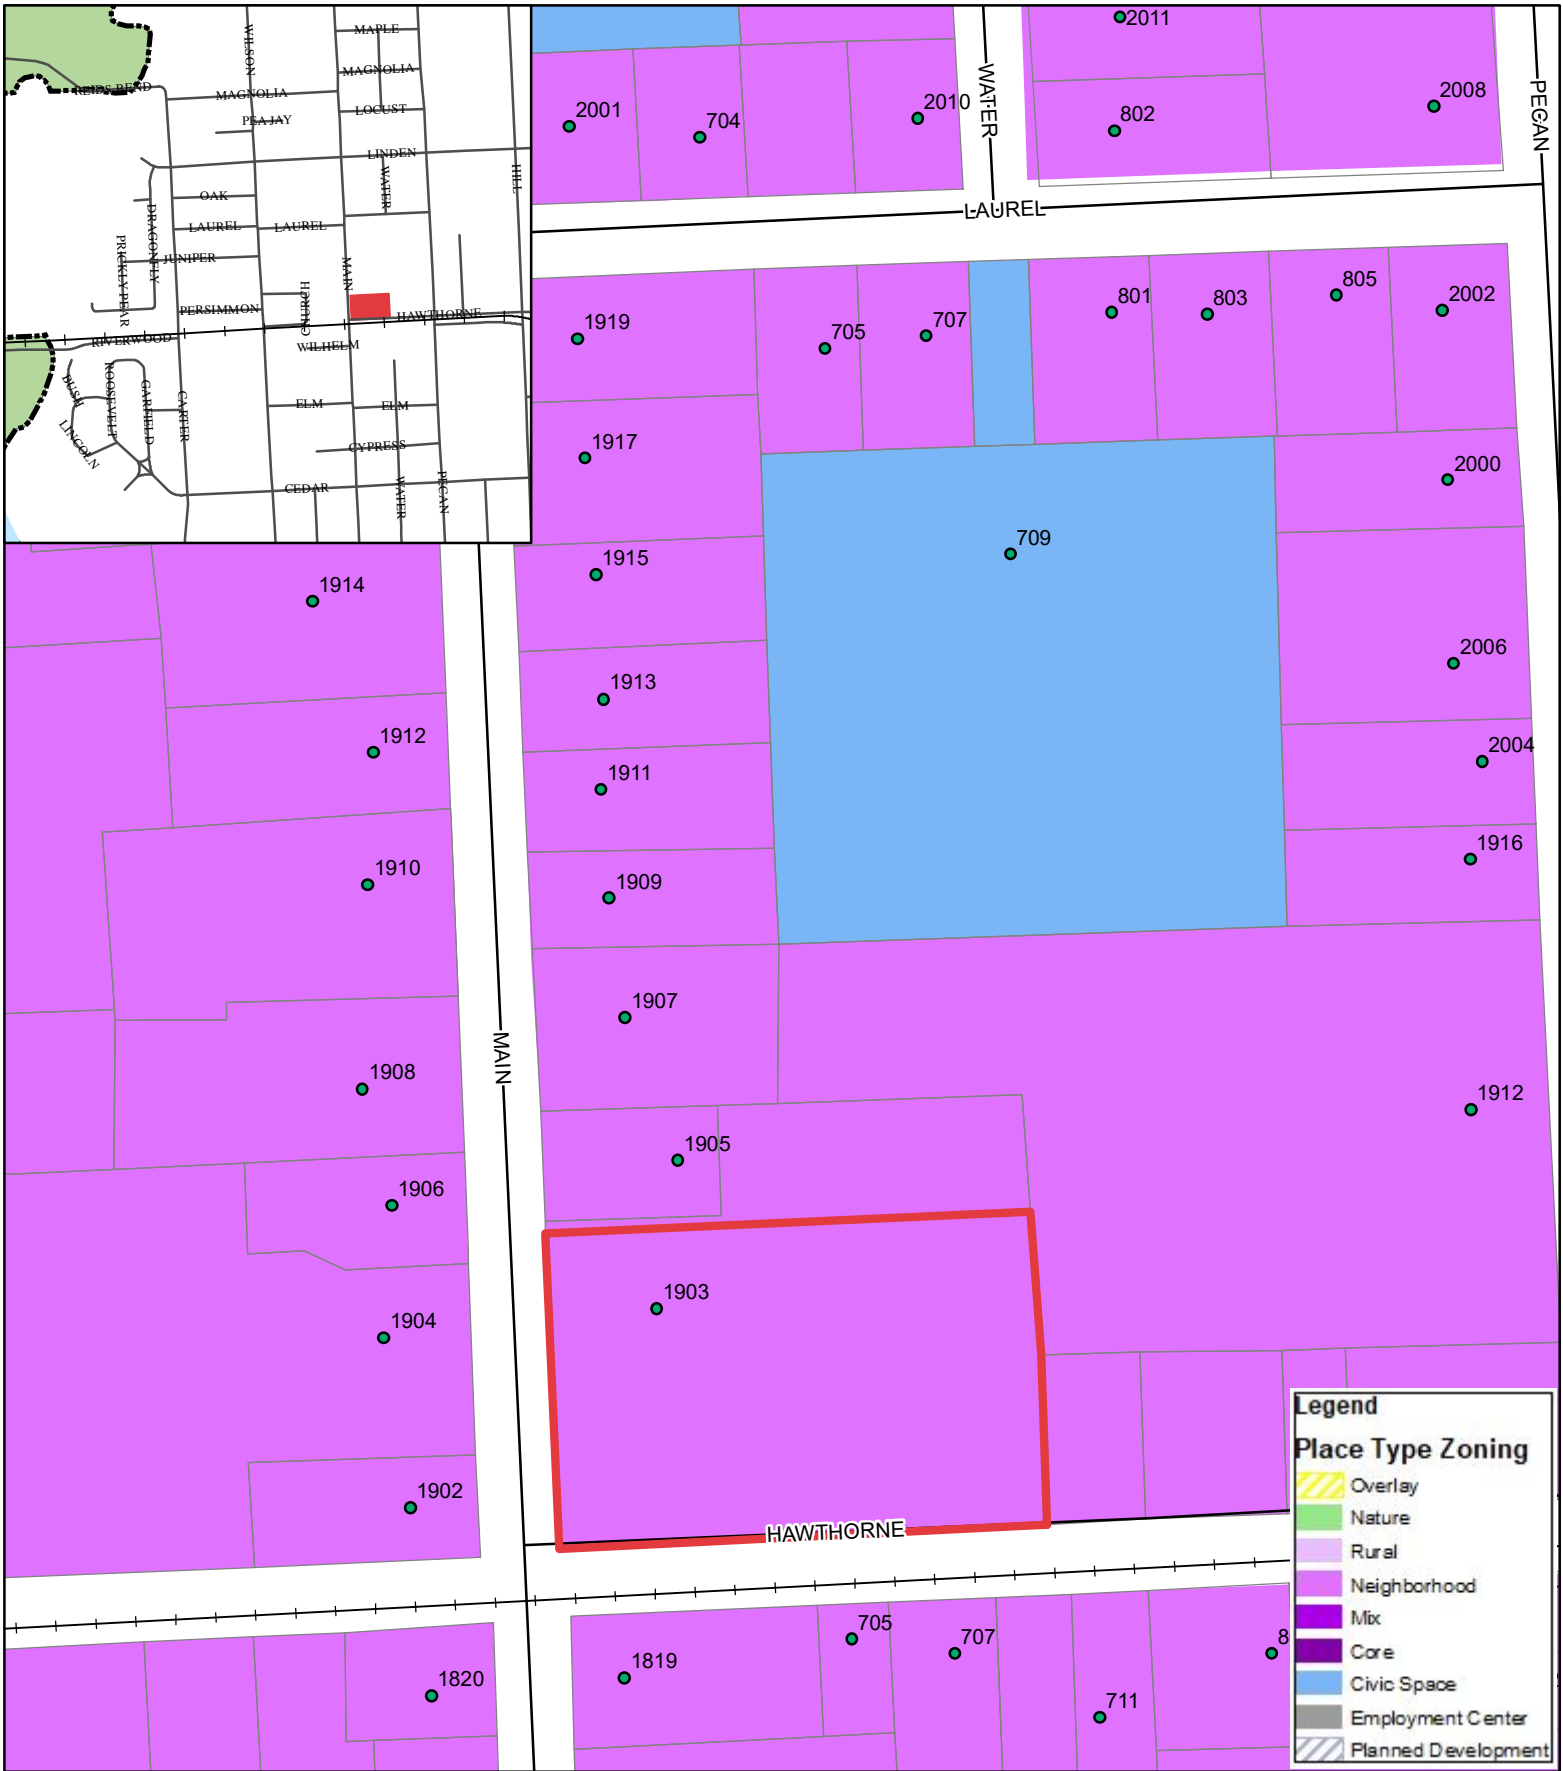 MAPLE
WILSON
MAGNOLIA
REIDS BEND
MAGNOLIA
LOCUST
PEA JAY
LINDEN
WATER
HILL
OAK
DRAGONFLY
LAUREL
LAUREL
PRICKLY PEAR
JUNIPER
MAIN
CHURCH
PERSIMMON
HAWTHORNE
RIVERWOOD
WILHELM
BUSH
ROOSEVELT
GARFIELD
CARTER
ELM
ELM
LINCOLN
CYPRESS
CEDAR
WATER
PECAN
2011
WATER
2008
PECAN
2001
704
2010
802
LAUREL
1919
705
707
801
803
805
2002
1917
2000
709
1915
1914
2006
1913
1912
2004
1911
1916
1910
1909
1907
MAIN
1908
1912
1905
1906
1903
1904
1902
HAWTHORNE
705
707
8
1819
1820
711
Legend
Place Type Zoning
Overlay
Nature
Rural
Neighborhood
Mix
Core
Civic Space
Employment Center
Planned Development